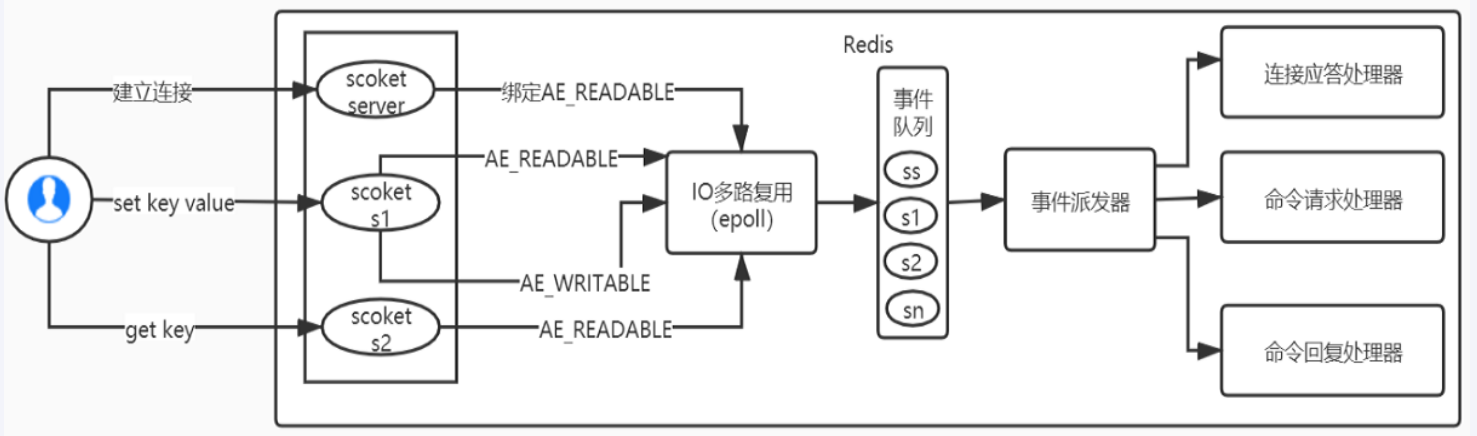 Redis
建立连接
scoket
server
绑定AE_READABLE
事件
队列
连接应答处理器
AE_READABLE
set key value
scoket
s1
IO多路复用
(epoll)
ss
s1
s2
sn
事件派发器
命令请求处理器
AE_WRITABLE
get key
scoket
s2
AE_READABLE
命令回复处理器